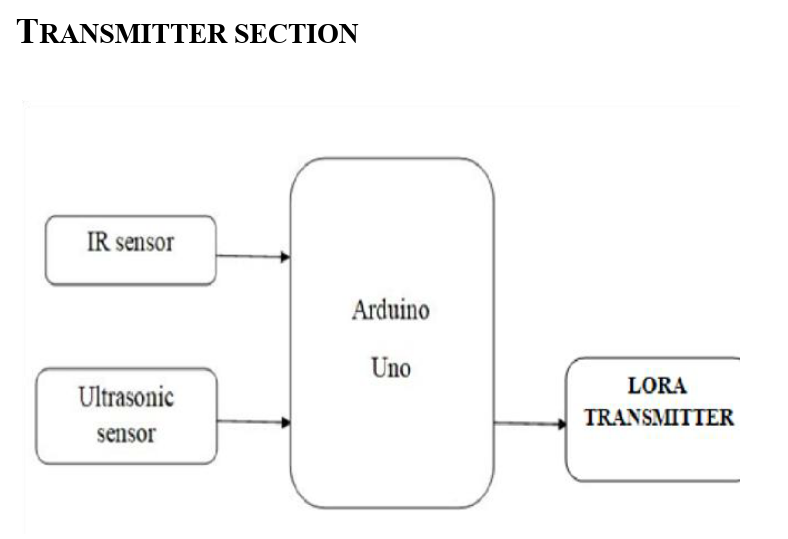 TRANSMITTER SECTION
IR sensor
Ultrasonic
sensor
Arduino
Uno
LORA
TRANSMITTER